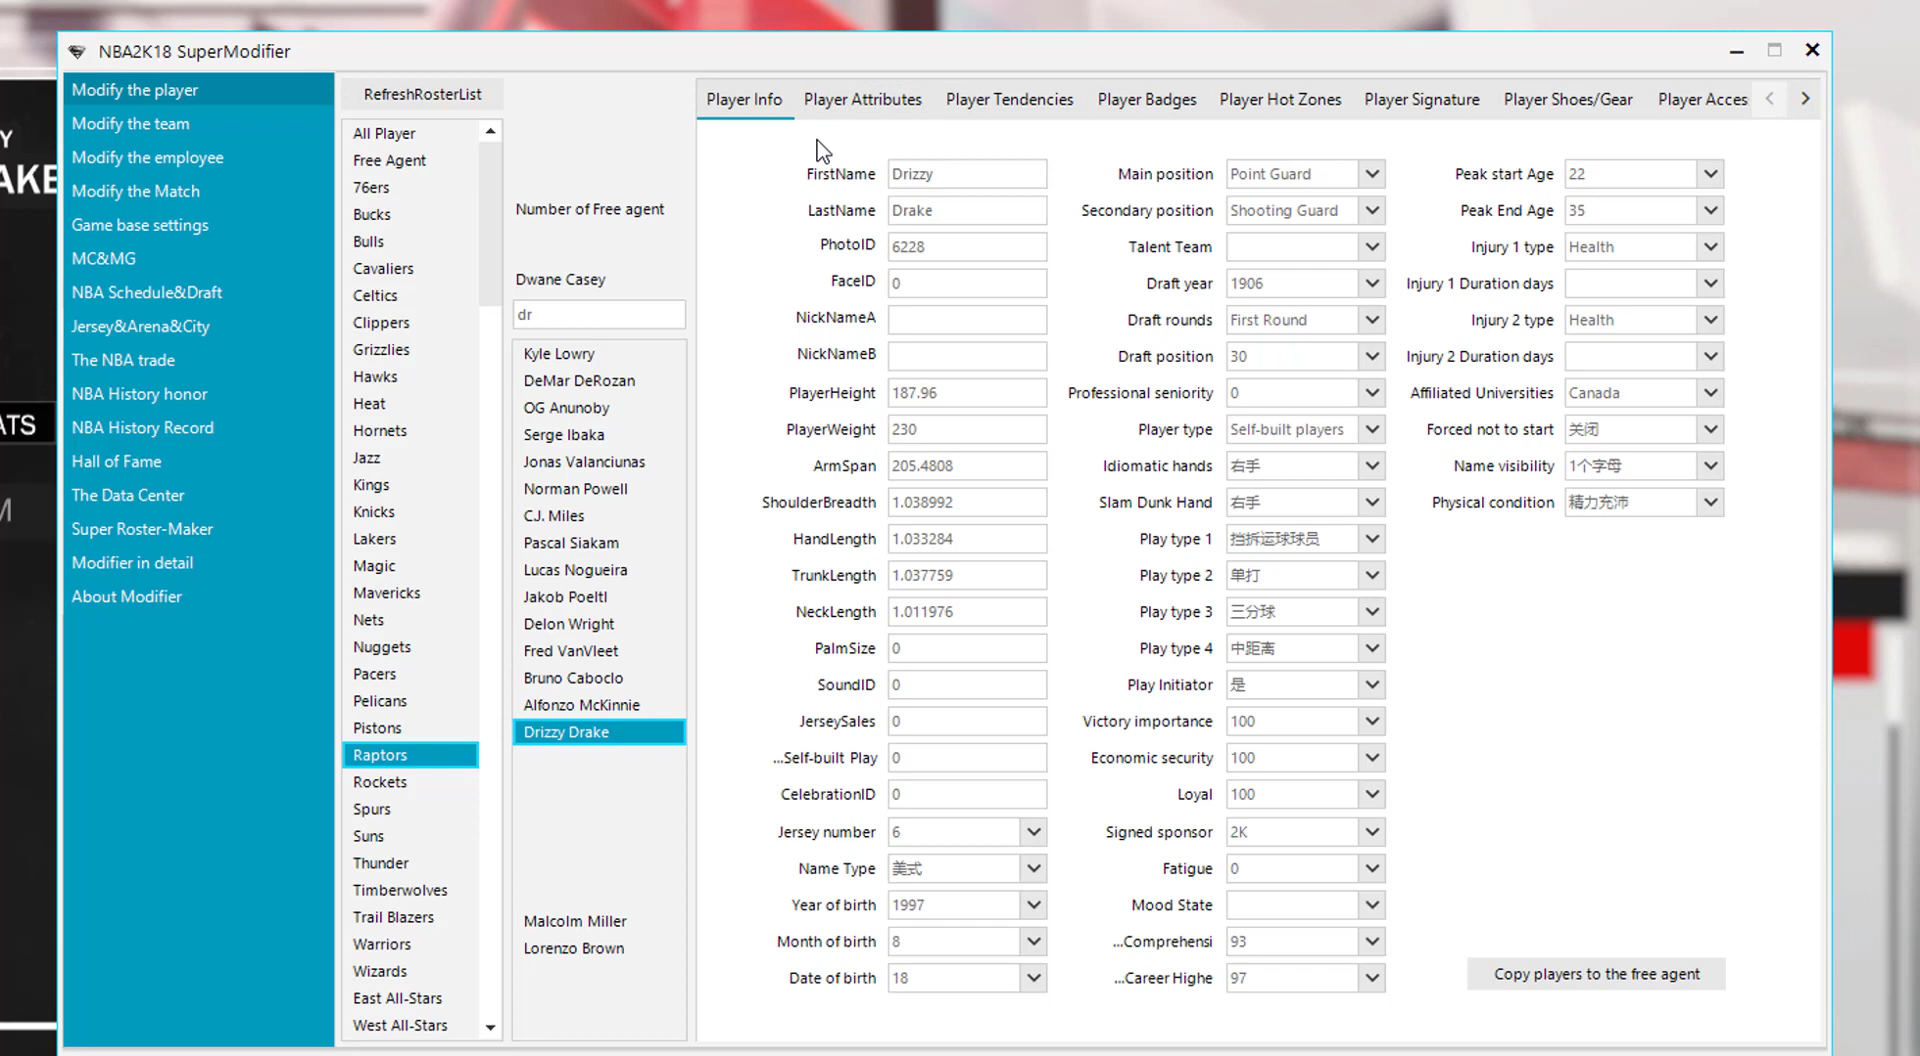 NBA2K18 SuperModifier
Y
AKE
ATS
M
Modify the player
Modify the team
Modify the employee
Modify the Match
Game base settings
MC&MG
NBA Schedule&Draft
Jersey&Arena&City
The NBA trade
NBA History honor
NBA History Record
Hall of Fame
The Data Center
Super Roster-Maker
Modifier in detail
About Modifier
RefreshRosterList
All Player
Free Agent
76ers
Bucks
Bulls
Cavaliers
Celtics
Clippers
Grizzlies
Hawks
Heat
Hornets
Jazz
Kings
Knicks
Lakers
Magic
Mavericks
Nets
Nuggets
Pacers
Pelicans
Pistons
Raptors
Rockets
Spurs
Suns
Thunder
Timberwolves
Trail Blazers
Warriors
Wizards
East All-Stars
West All-Stars
Number of Free agent
Dwane Casey
dr
Kyle Lowry
DeMar DeRozan
OG Anunoby
Serge Ibaka
Jonas Valanciunas
Norman Powell
C.J. Miles
Pascal Siakam
Lucas Nogueira
Jakob Poeltl
Delon Wright
Fred VanVleet
Bruno Caboclo
Alfonzo McKinnie
Drizzy Drake
Malcolm Miller
Lorenzo Brown
Player Info Player Attributes Player Tendencies Player Badges Player Hot Zones Player Signature Player Shoes/Gear Player Acces
FirstName Drizzy
LastName Drake
PhotoID 6228
FaceID 0
NickNameA
NickNameB
PlayerHeight 187.96
PlayerWeight 230
ArmSpan 205.4808
ShoulderBreadth 1.038992
HandLength 1.033284
TrunkLength 1.037759
NeckLength 1.011976
PalmSize 0
SoundID 0
JerseySales 0
...Self-built Play 0
CelebrationID 0
Jersey number 6
Name Type 美式
Year of birth 1997
Month of birth 8
Date of birth 18
Main position Point Guard
Secondary position Shooting Guard
Talent Team
Draft year 1906
Draft rounds First Round
Draft position 30
Professional seniority 0
Player type Self-built players
Idiomatic hands 右手
Slam Dunk Hand 右手
Play type 1 挡拆运球球员
Play type 2 单打
Play type 3 三分球
Play type 4 中距离
Play Initiator 是
Victory importance 100
Economic security 100
Loyal 100
Signed sponsor 2K
Fatigue 0
Mood State
...Comprehensi 93
...Career Highe 97
Peak start Age 22
Peak End Age 35
Injury 1 type Health
Injury 1 Duration days
Injury 2 type Health
Injury 2 Duration days
Affiliated Universities Canada
Forced not to start 关闭
Name visibility 1个字母
Physical condition 精力充沛
Copy players to the free agent